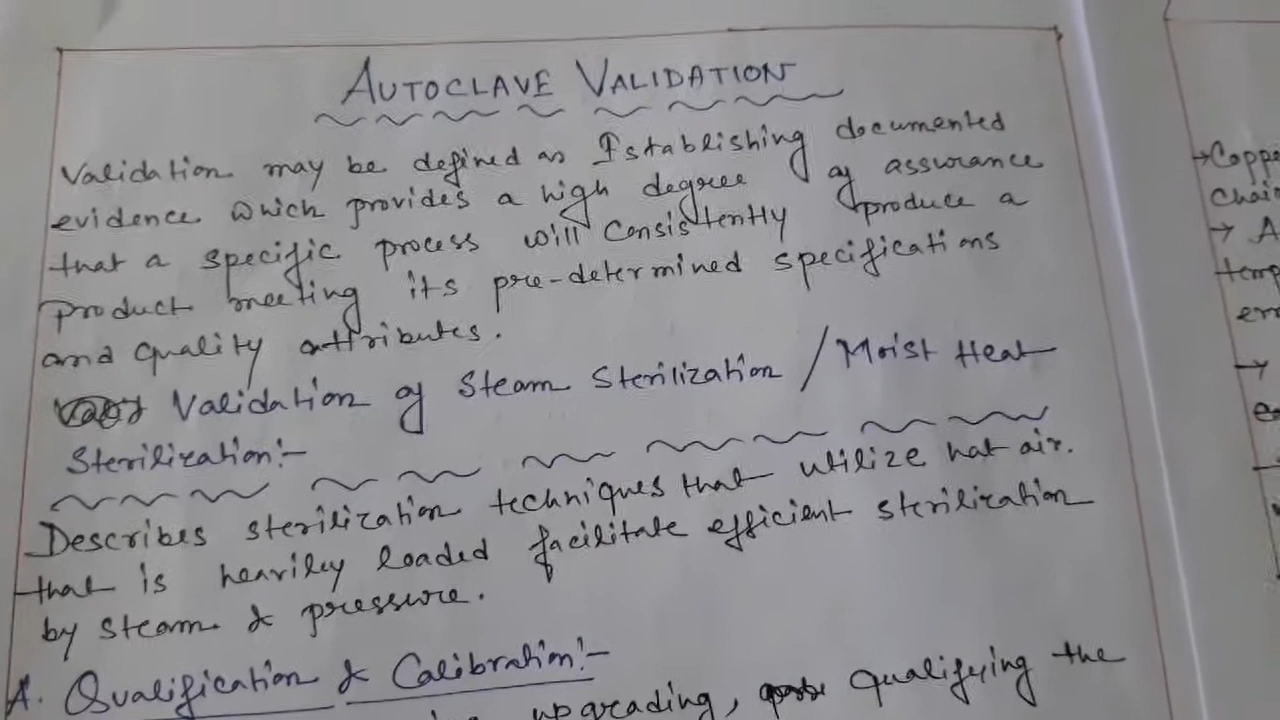 AUTOCLAVE VALIDATION
Validation may be defined as Establishing documented
evidence which provides a high degree of assurance
that a specific process will Consistently produce a
product meeting its pre-determined specifications
and quality attributes.
Validation of Steam Sterilization / Moist Heat
Sterilization:-
Describes sterilization techniques that utilize hot air.
that is heavily loaded facilitate efficient sterilization
by steam & pressure.
A. Qualification & Calibration:-
upgrading, qualifying the
→Coppe
chai
→ A
temp
→